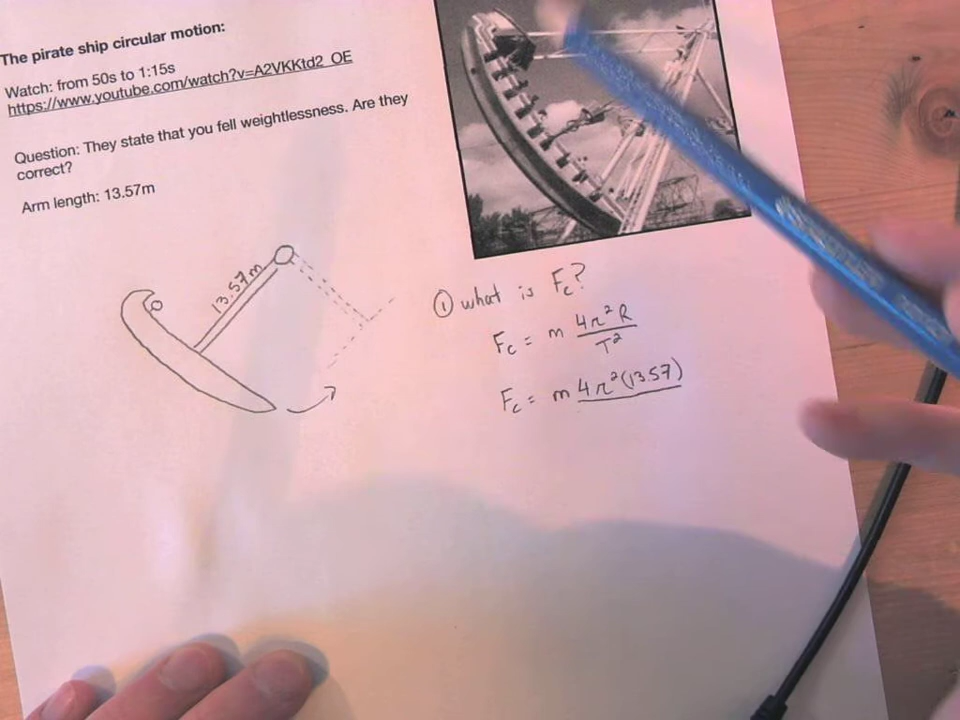 The pirate ship circular motion:
Watch: from 50s to 1:15s
https://www.youtube.com/watch?v=A2VKKtd2_OE
Question: They state that you fell weightlessness. Are they
correct?
Arm length: 13.57m
13.57m
① what is Fc?
Fc = m 4π²R
T²
Fc = m 4π²(13.57)